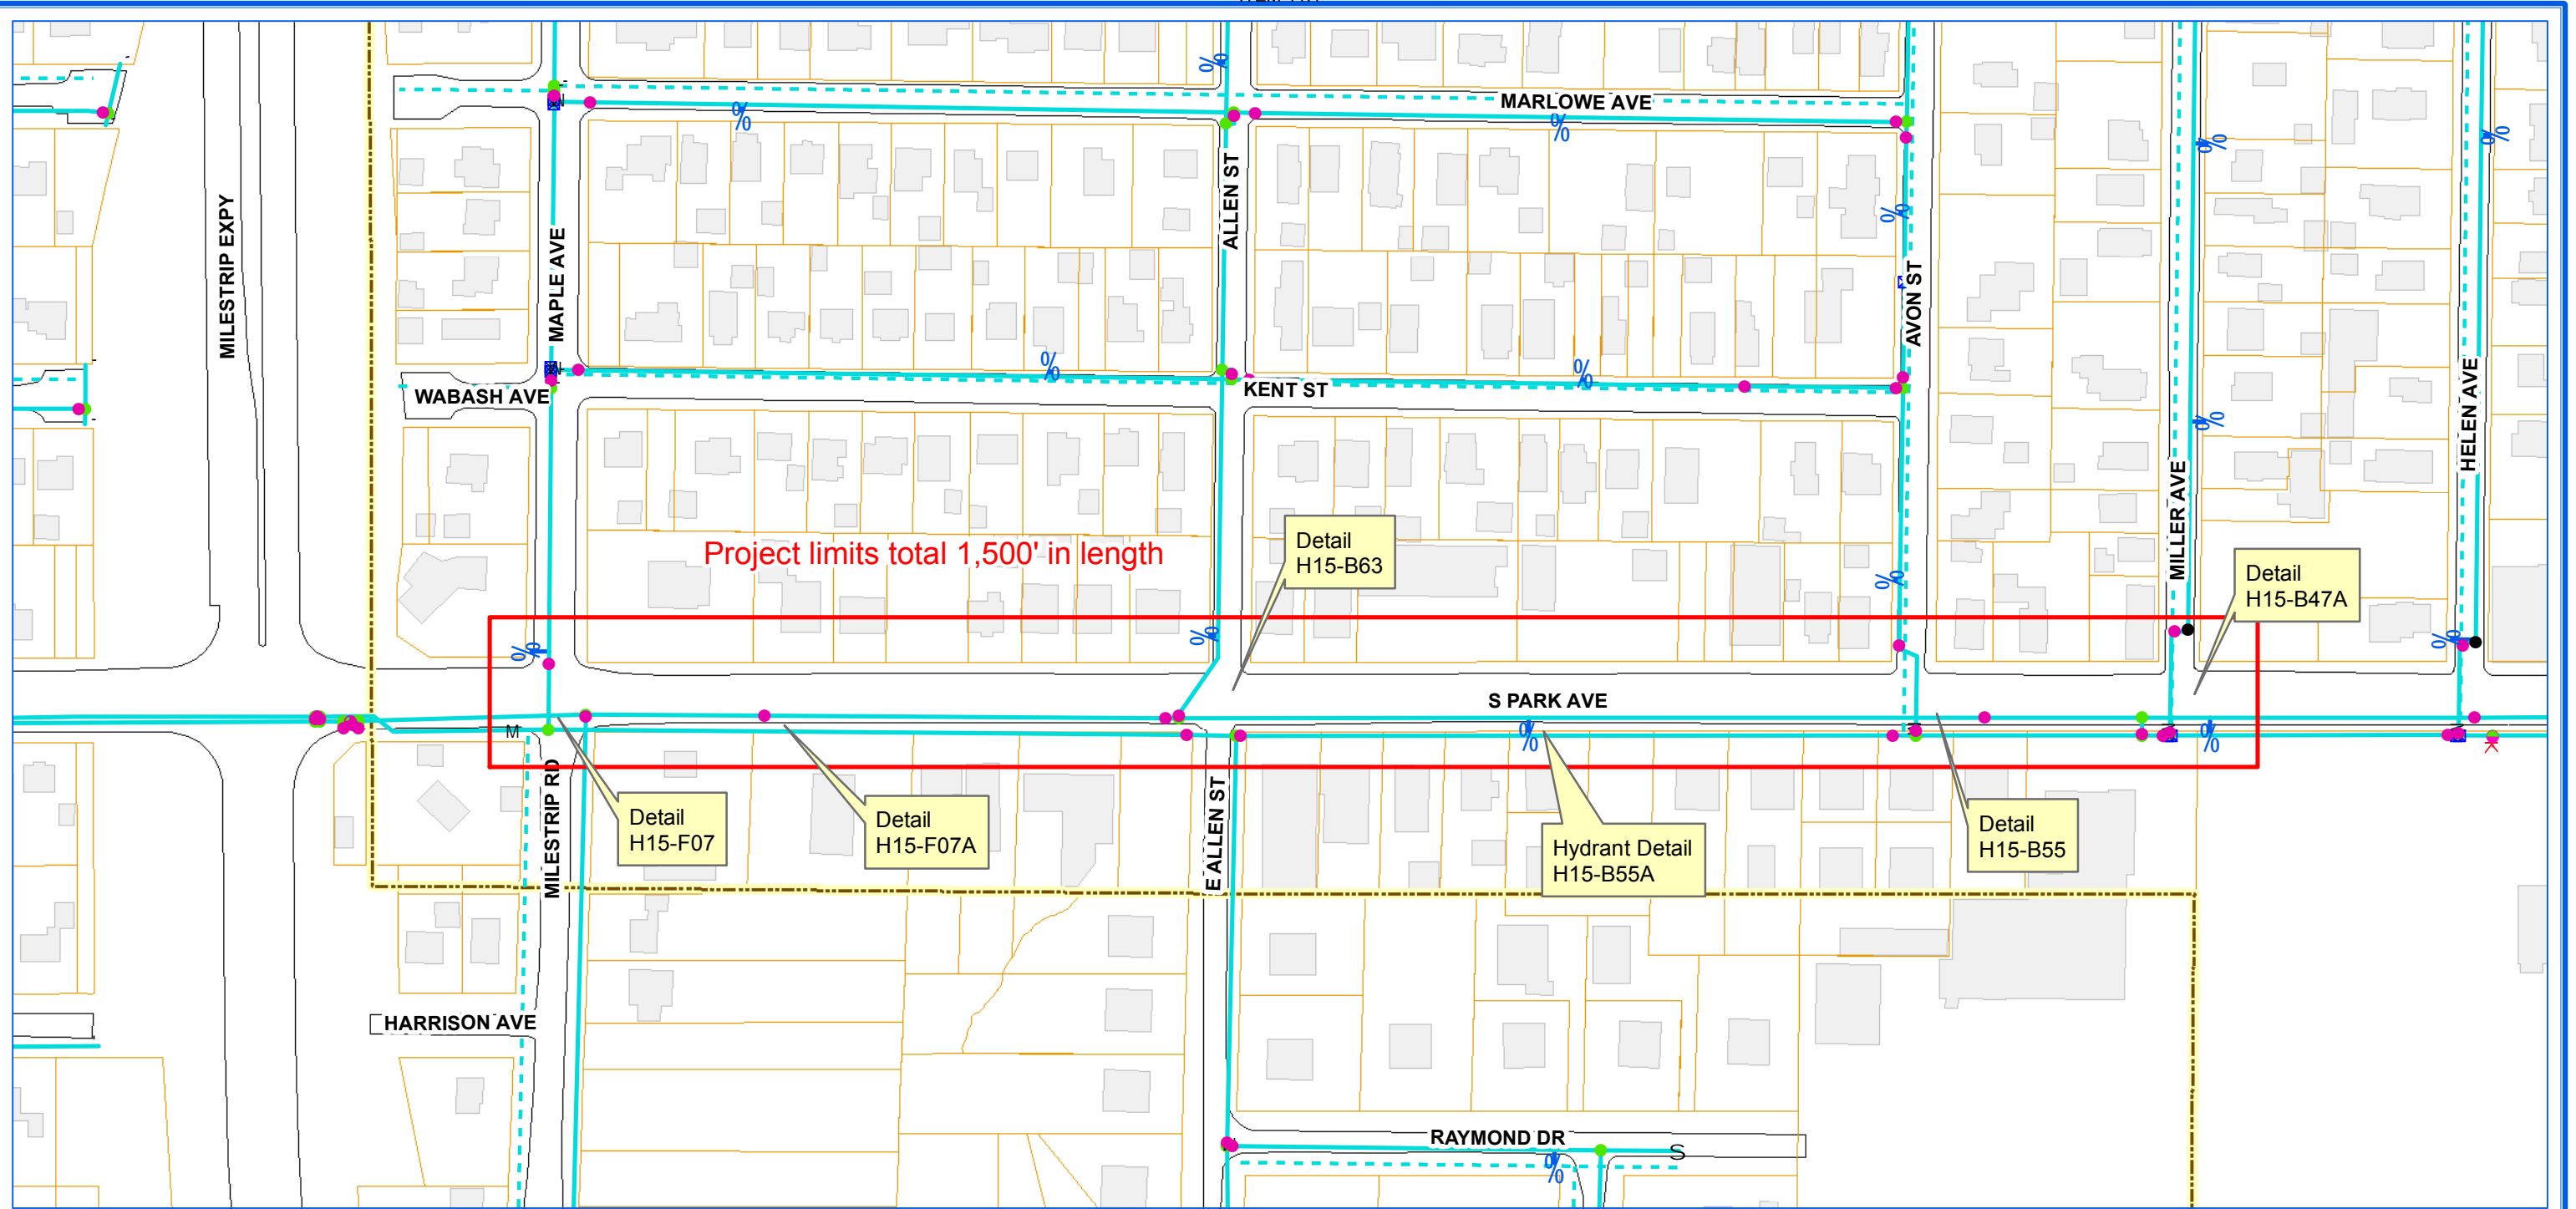 MARLOWE AVE
ALLEN ST
MILESTRIP EXPY
MAPLE AVE
AVON ST
WABASH AVE
KENT ST
HELEN AVE
MILLER AVE
Project limits total 1,500' in length
Detail
H15-B63
Detail
H15-B47A
S PARK AVE
M
MILESTRIP RD
E ALLEN ST
Detail
H15-F07
Detail
H15-F07A
Hydrant Detail
H15-B55A
Detail
H15-B55
HARRISON AVE
RAYMOND DR
S